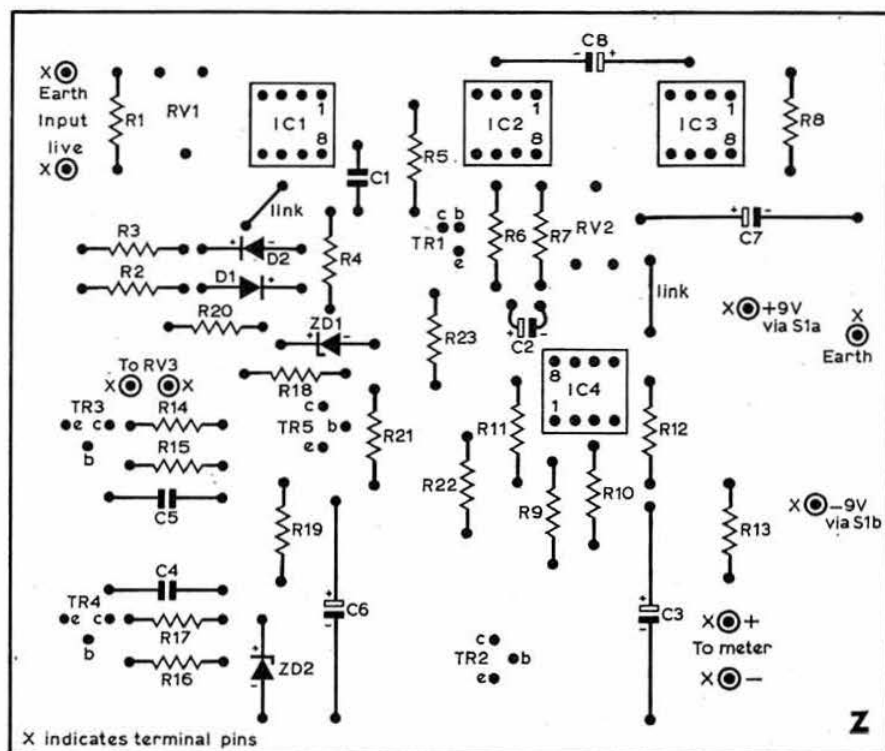 C8
- +
X Earth
Input
live
X
R1
RV1
1
IC1
8
C1
R5
1
IC2
8
1
IC3
8
R8
link
R3
+ -
D2
R2
D1 +
R4
c b
TR1
e
R6
R7
RV2
+ -
C7
link
X +9V
via S1a
X
Earth
R20
ZD1
+ -
R23
+ -
C2
R18
To RV3
X X
TR3
e c
b
R14
R15
C5
c
TR5 b
e
R21
8
IC4
1
R11
R12
R22
R9
R10
R13
X -9V
via S1b
R19
C4
TR4
e c
b
R17
R16
+
ZD2
-
+
C6
-
c
TR2 b
e
+
C3
-
X +
To meter
X -
Z
X indicates terminal pins